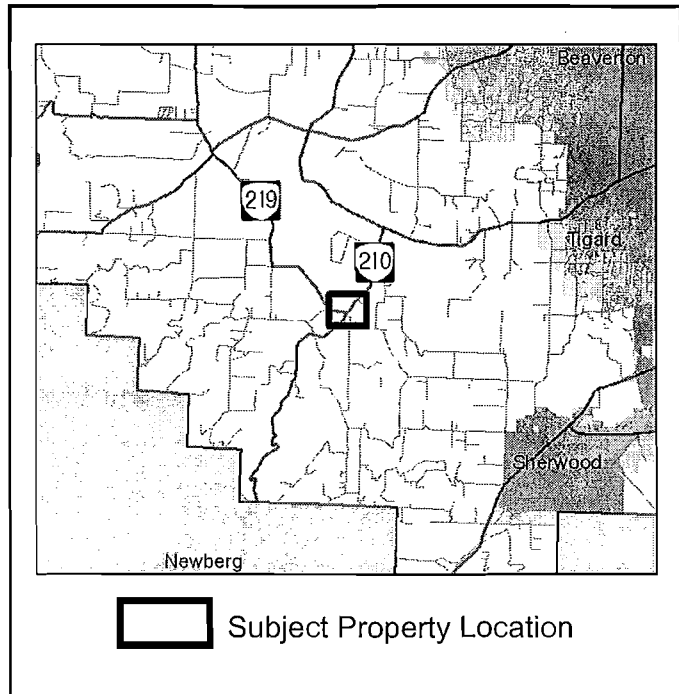 Beaverton
219
Tigard
210
Sherwood
Newberg
Subject Property Location